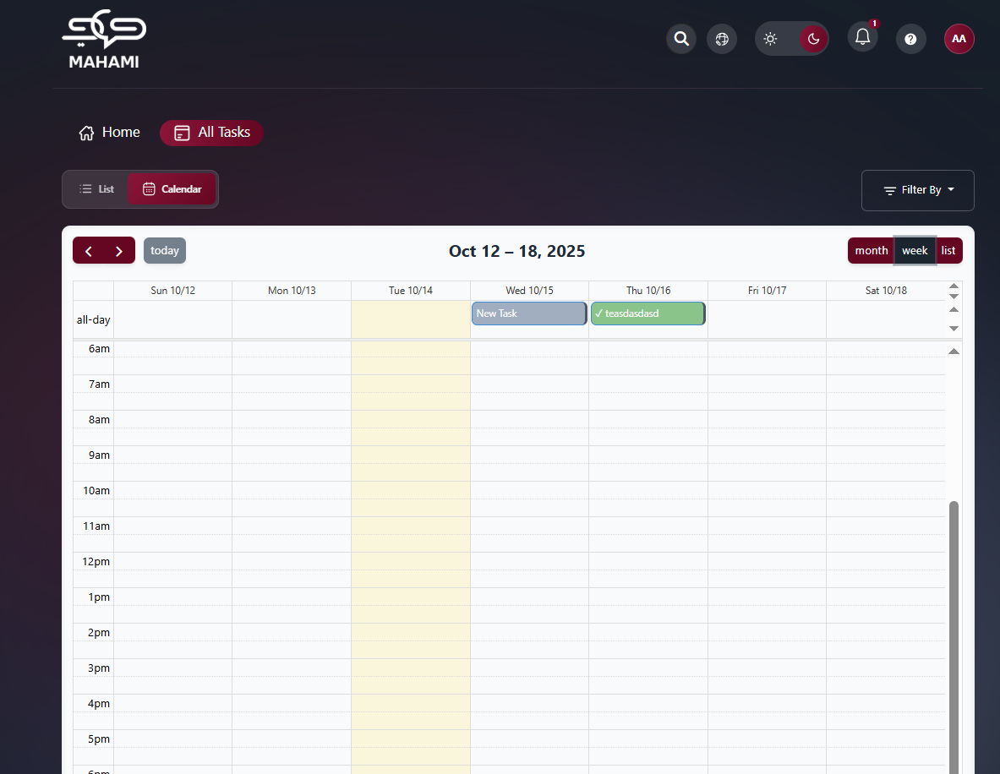 مهامي
MAHAMI
1
AA
Home
All Tasks
List
Calendar
Filter By
today
Oct 12 – 18, 2025
month
week
list
Sun 10/12
Mon 10/13
Tue 10/14
Wed 10/15
Thu 10/16
Fri 10/17
Sat 10/18
all-day
New Task
✓ teasdasdasd
6am
7am
8am
9am
10am
11am
12pm
1pm
2pm
3pm
4pm
5pm
6pm